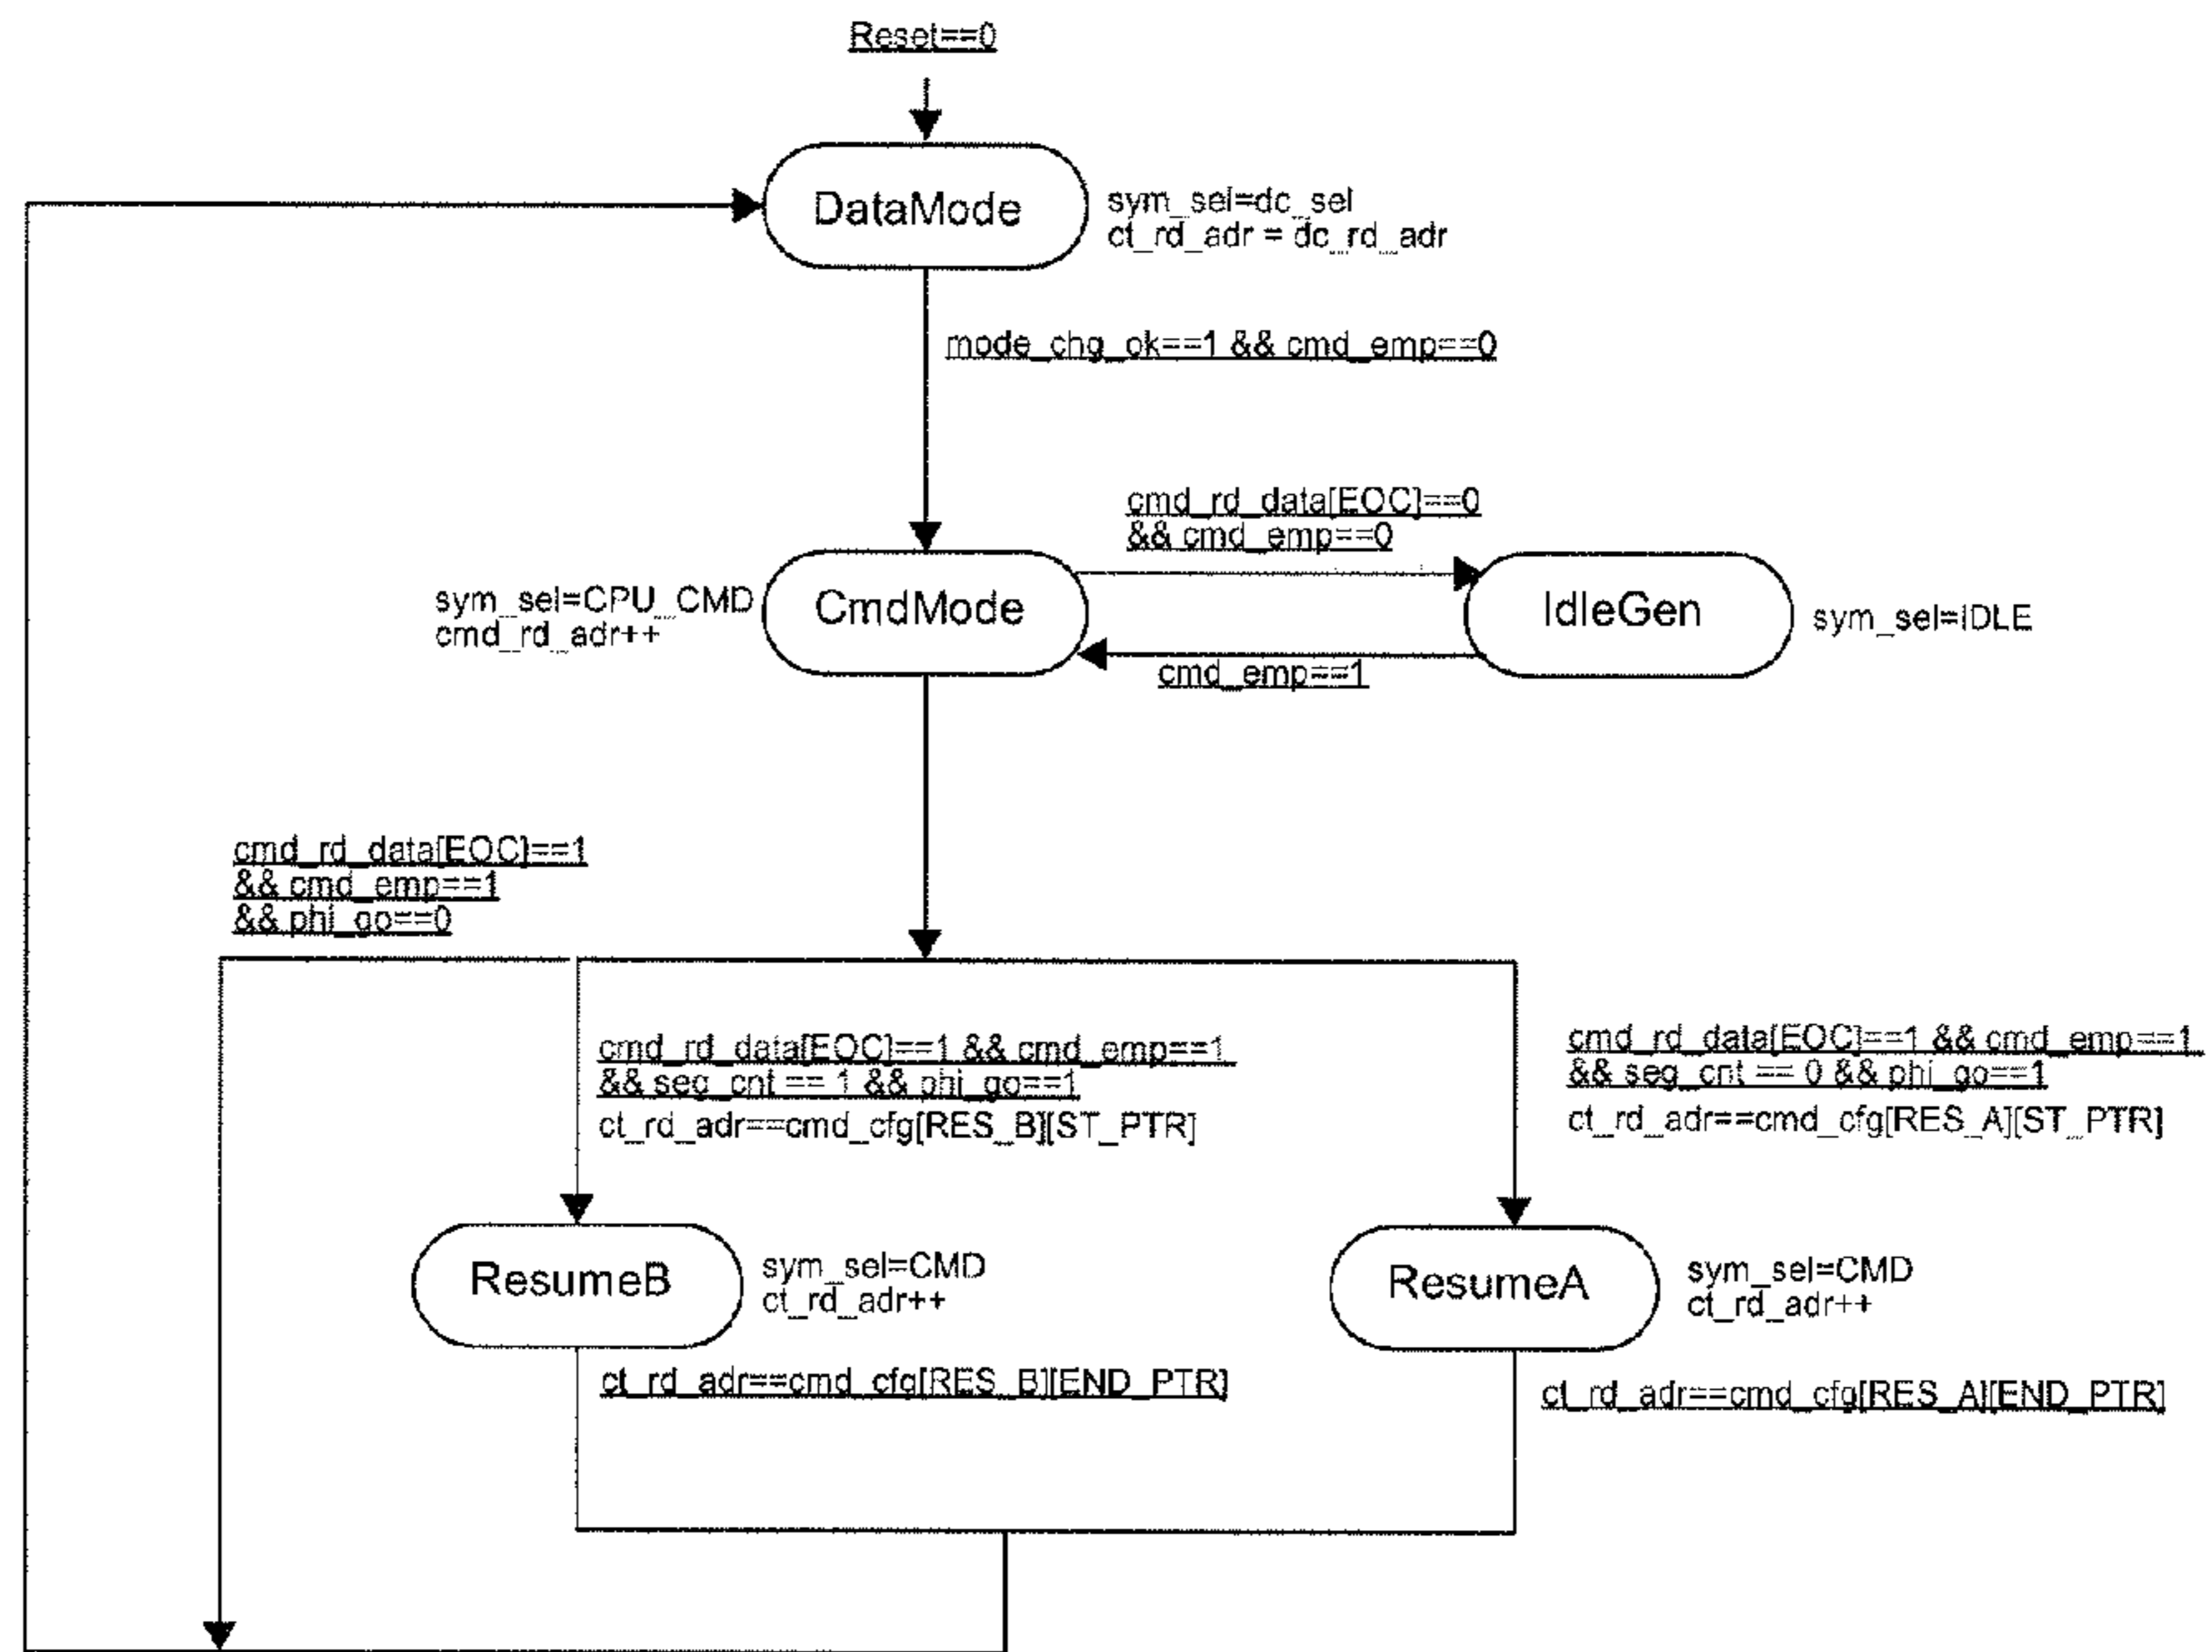 Reset==0
DataMode
sym_sel=dc_sel
ct_rd_adr = dc_rd_adr
mode_chg_ok==1 && cmd_emp==0
cmd_rd_data[EOC]==0
&& cmd_emp==0
sym_sel=CPU_CMD
cmd_rd_adr++
CmdMode
IdleGen
sym_sel=IDLE
cmd_emp==1
cmd_rd_data[EOC]==1
&& cmd_emp==1
&& phi_go==0
cmd_rd_data[EOC]==1 && cmd_emp==1
&& seg_cnt == 1 && phi_go==1
ct_rd_adr==cmd_cfg[RES_B][ST_PTR]
cmd_rd_data[EOC]==1 && cmd_emp==1
&& seg_cnt == 0 && phi_go==1
ct_rd_adr==cmd_cfg[RES_A][ST_PTR]
ResumeB
sym_sel=CMD
ct_rd_adr++
ResumeA
sym_sel=CMD
ct_rd_adr++
ct_rd_adr==cmd_cfg[RES_B][END_PTR]
ct_rd_adr==cmd_cfg[RES_A][END_PTR]